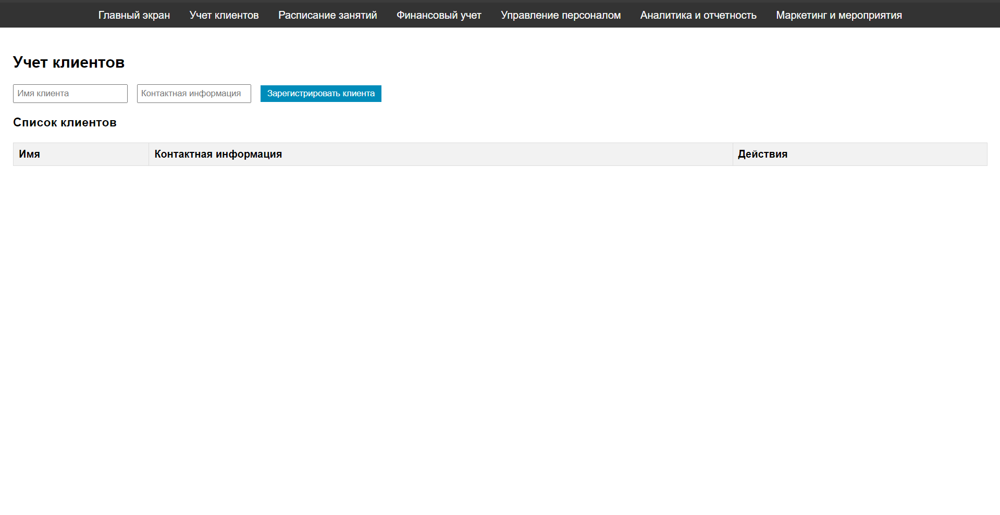 Главный экран Учет клиентов Расписание занятий Финансовый учет Управление персоналом Аналитика и отчетность Маркетинг и мероприятия
Учет клиентов
Имя клиента Контактная информация Зарегистрировать клиента
Список клиентов
Имя Контактная информация Действия